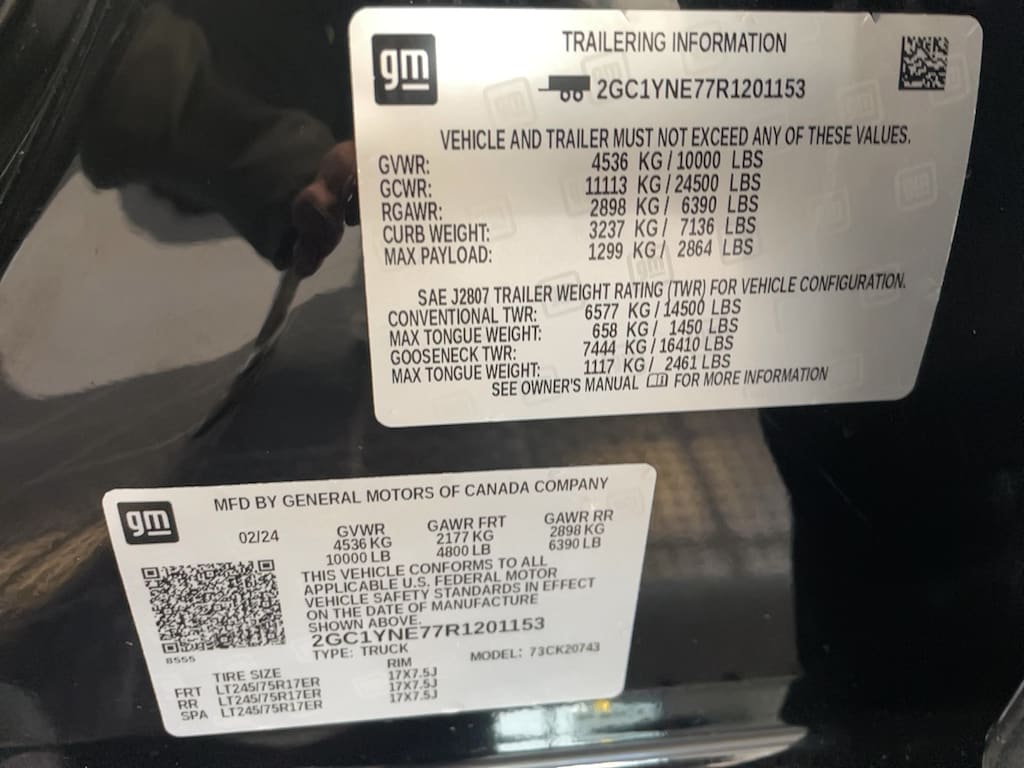 gm
TRAILERING INFORMATION
2GC1YNE77R1201153
VEHICLE AND TRAILER MUST NOT EXCEED ANY OF THESE VALUES.
GVWR: 4536 KG / 10000 LBS
GCWR: 11113 KG / 24500 LBS
RGAWR: 2898 KG / 6390 LBS
CURB WEIGHT: 3237 KG / 7136 LBS
MAX PAYLOAD: 1299 KG / 2864 LBS
SAE J2807 TRAILER WEIGHT RATING (TWR) FOR VEHICLE CONFIGURATION.
CONVENTIONAL TWR: 6577 KG / 14500 LBS
MAX TONGUE WEIGHT: 658 KG / 1450 LBS
GOOSENECK TWR: 7444 KG / 16410 LBS
MAX TONGUE WEIGHT: 1117 KG / 2461 LBS
SEE OWNER'S MANUAL FOR MORE INFORMATION
gm
MFD BY GENERAL MOTORS OF CANADA COMPANY
02/24 GVWR GAWR FRT GAWR RR
4536 KG 2177 KG 2898 KG
10000 LB 4800 LB 6390 LB
THIS VEHICLE CONFORMS TO ALL
APPLICABLE U.S. FEDERAL MOTOR
VEHICLE SAFETY STANDARDS IN EFFECT
ON THE DATE OF MANUFACTURE
SHOWN ABOVE.
2GC1YNE77R1201153
8555
TYPE: TRUCK MODEL: 73CK20743
TIRE SIZE RIM
FRT LT245/75R17ER 17X7.5J
RR LT245/75R17ER 17X7.5J
SPA LT245/75R17ER 17X7.5J